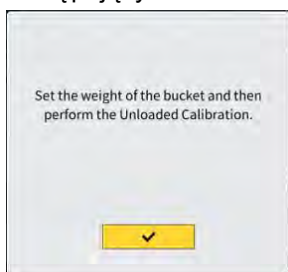 Set the weight of the bucket and then
perform the Unloaded Calibration.